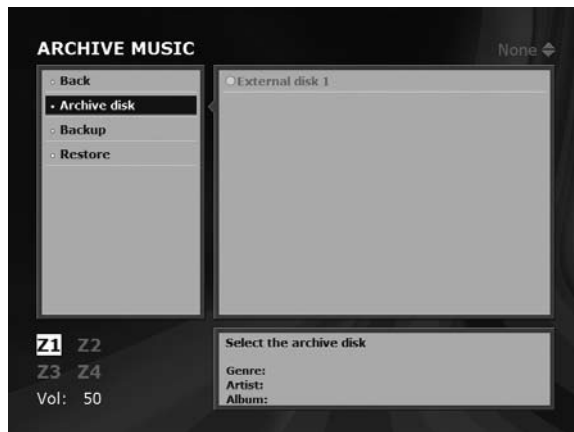 ARCHIVE MUSIC
None
Back
Archive disk
Backup
Restore
External disk 1
Z1 Z2
Z3 Z4
Vol: 50
Select the archive disk
Genre:
Artist:
Album: